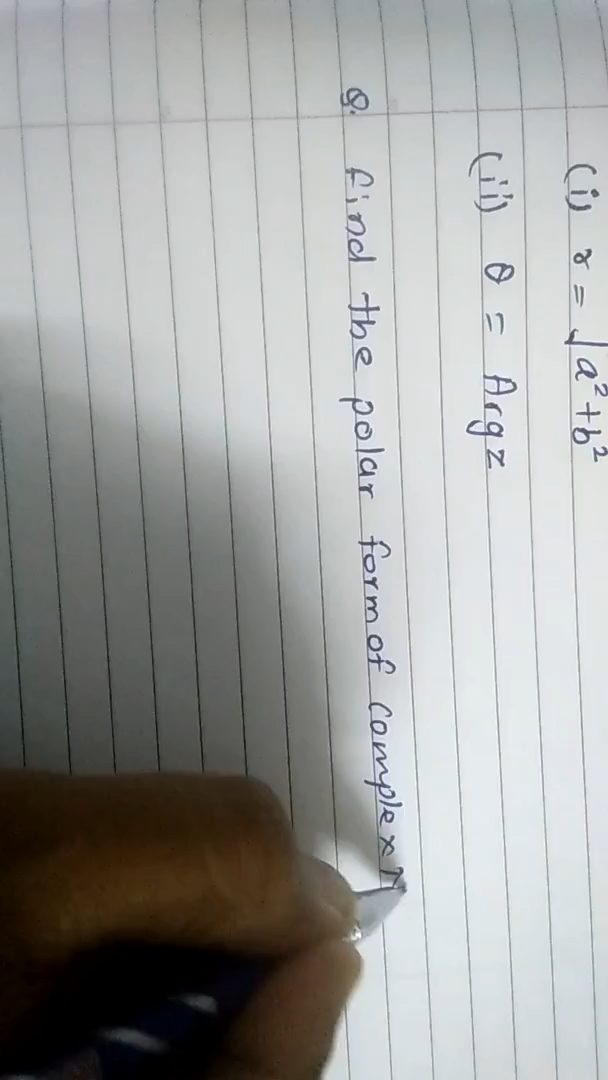 (i) r = √a²+b²
(ii) θ = Arg z
Q. find the polar form of complex